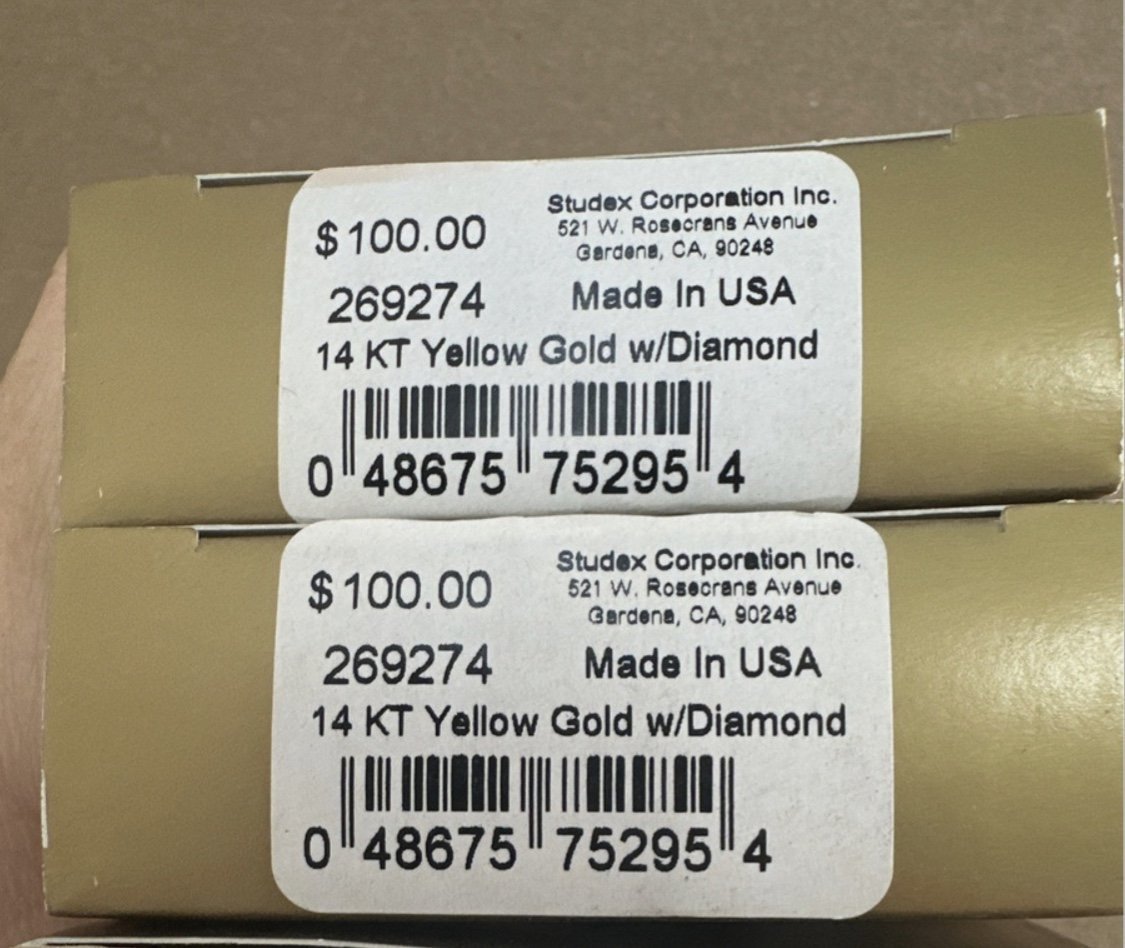 $100.00
Studex Corporation Inc.
521 W. Rosecrans Avenue
Gardena, CA, 90248
269274
Made In USA
14 KT Yellow Gold w/Diamond
0 48675 75295 4
$100.00
Studex Corporation Inc.
521 W. Rosecrans Avenue
Gardena, CA, 90248
269274
Made In USA
14 KT Yellow Gold w/Diamond
0 48675 75295 4